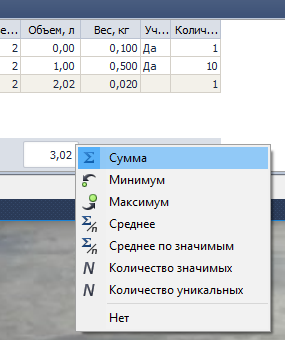 е... Объем, л Вес, кг Уч... Колич...
2 0,00 0,100 Да 1
2 1,00 0,500 Да 10
2 2,02 0,020 1
3,02
Σ Сумма
Минимум
Максимум
Σ/n Среднее
Σ/n Среднее по значимым
N Количество значимых
N Количество уникальных
Нет